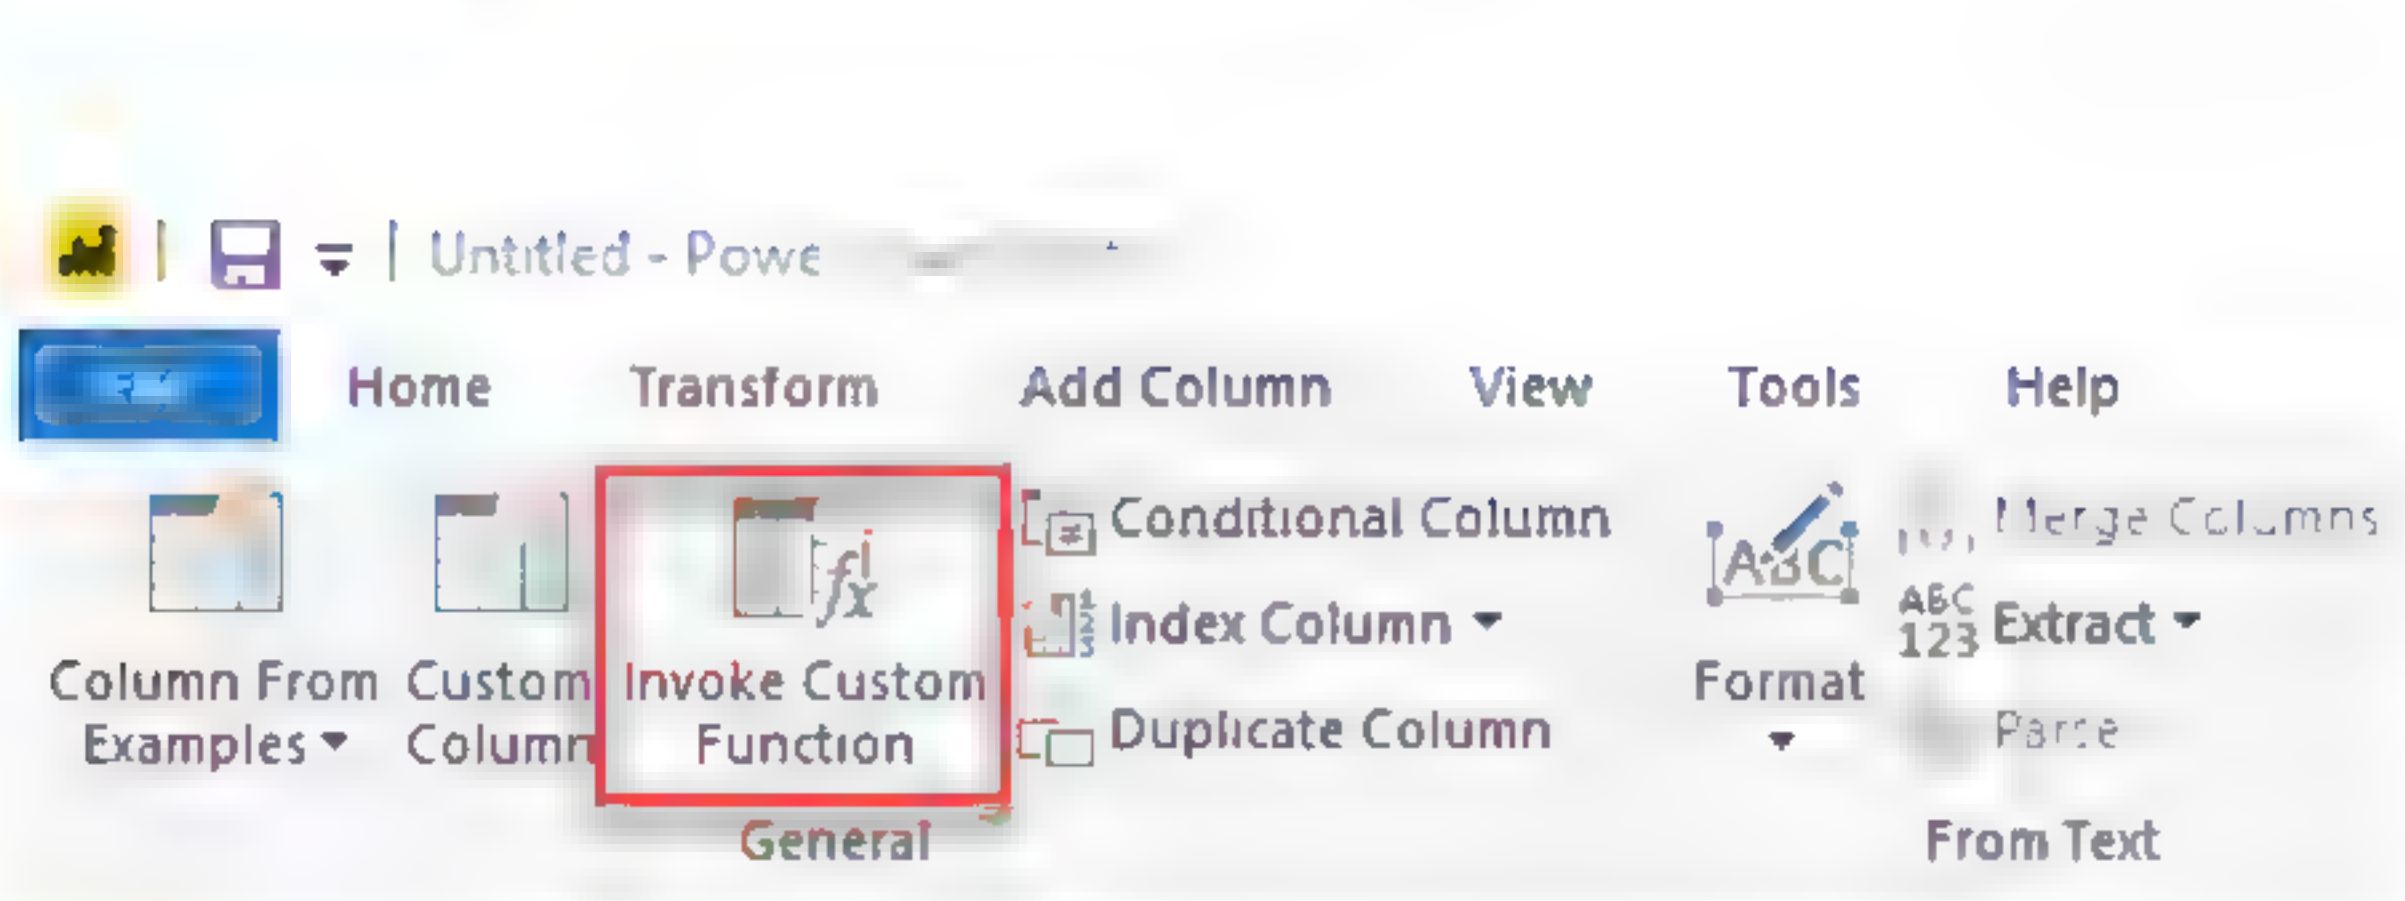 Untitled - Powe
Home Transform Add Column View Tools Help
Column From Examples
Custom Column
Invoke Custom Function
Conditional Column
Index Column
Duplicate Column
General
ABC
Format
Merge Columns
ABC
123
Extract
Parse
From Text